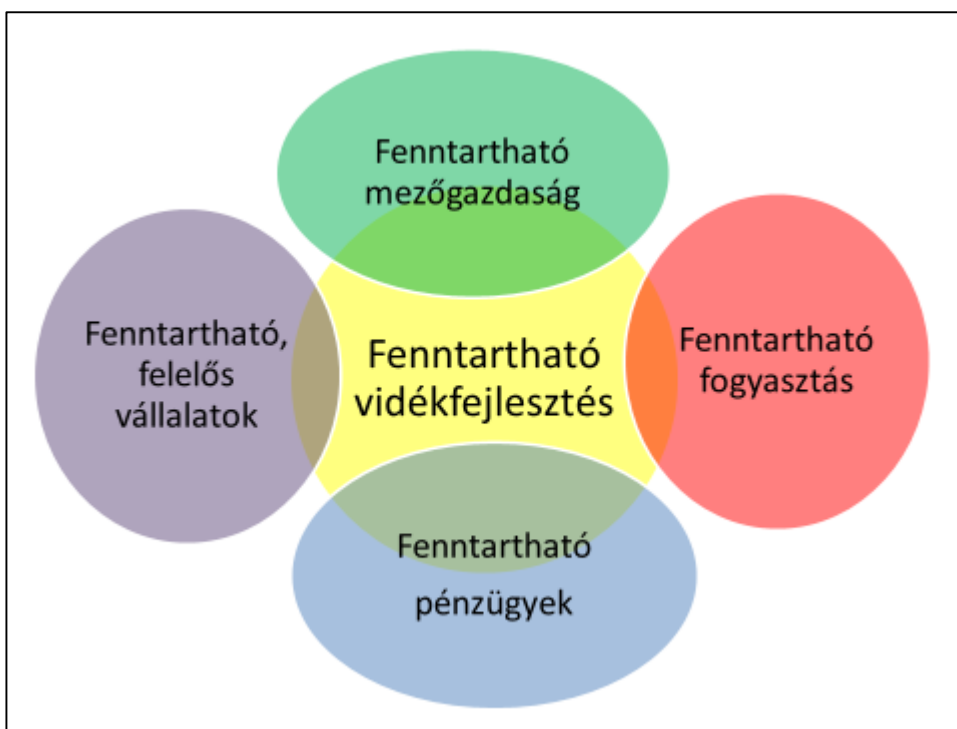 Fenntartható
mezőgazdaság
Fenntartható,
felelős
vállalatok
Fenntartható
vidékfejlesztés
Fenntartható
fogyasztás
Fenntartható
pénzügyek